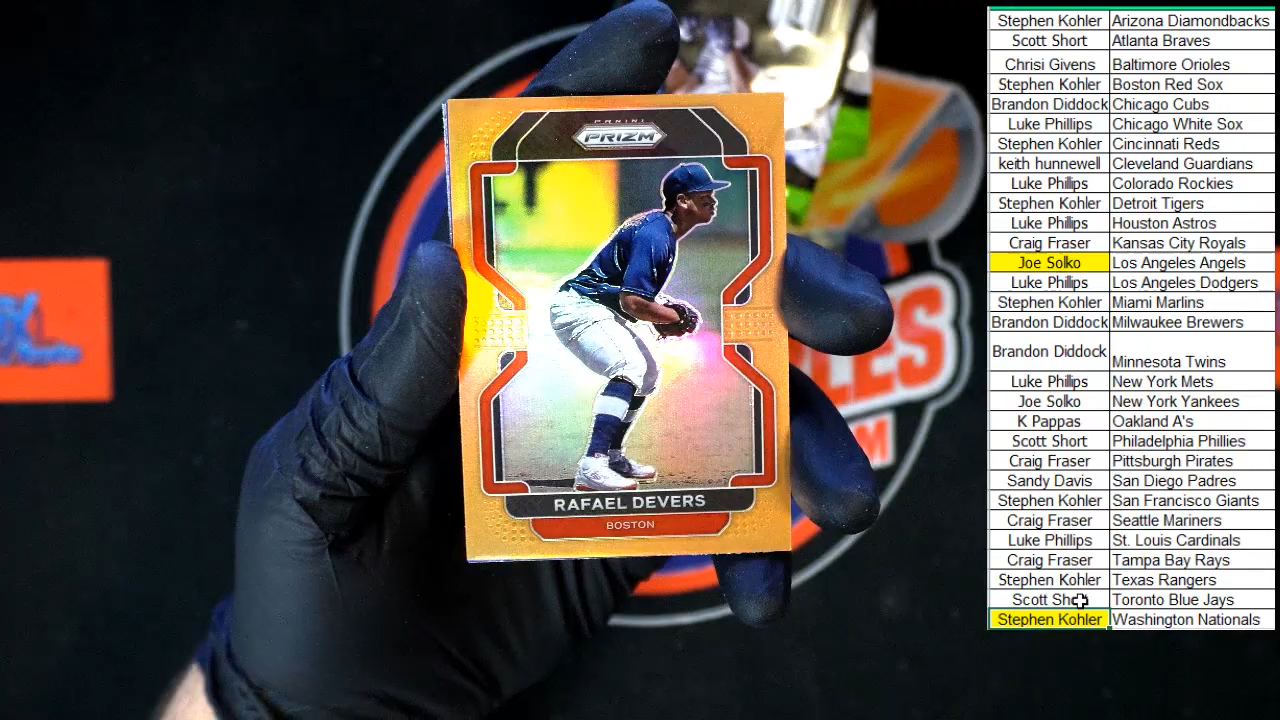 PANINI
PRIZM
RAFAEL DEVERS
BOSTON
LES
M
Stephen Kohler Arizona Diamondbacks
Scott Short Atlanta Braves
Chrisi Givens Baltimore Orioles
Stephen Kohler Boston Red Sox
Brandon Diddock Chicago Cubs
Luke Phillips Chicago White Sox
Stephen Kohler Cincinnati Reds
keith hunnewell Cleveland Guardians
Luke Phillips Colorado Rockies
Stephen Kohler Detroit Tigers
Luke Phillips Houston Astros
Craig Fraser Kansas City Royals
Joe Solko Los Angeles Angels
Luke Phillips Los Angeles Dodgers
Stephen Kohler Miami Marlins
Brandon Diddock Milwaukee Brewers
Brandon Diddock Minnesota Twins
Luke Phillips New York Mets
Joe Solko New York Yankees
K Pappas Oakland A's
Scott Short Philadelphia Phillies
Craig Fraser Pittsburgh Pirates
Sandy Davis San Diego Padres
Stephen Kohler San Francisco Giants
Craig Fraser Seattle Mariners
Luke Phillips St. Louis Cardinals
Craig Fraser Tampa Bay Rays
Stephen Kohler Texas Rangers
Scott Short Toronto Blue Jays
Stephen Kohler Washington Nationals